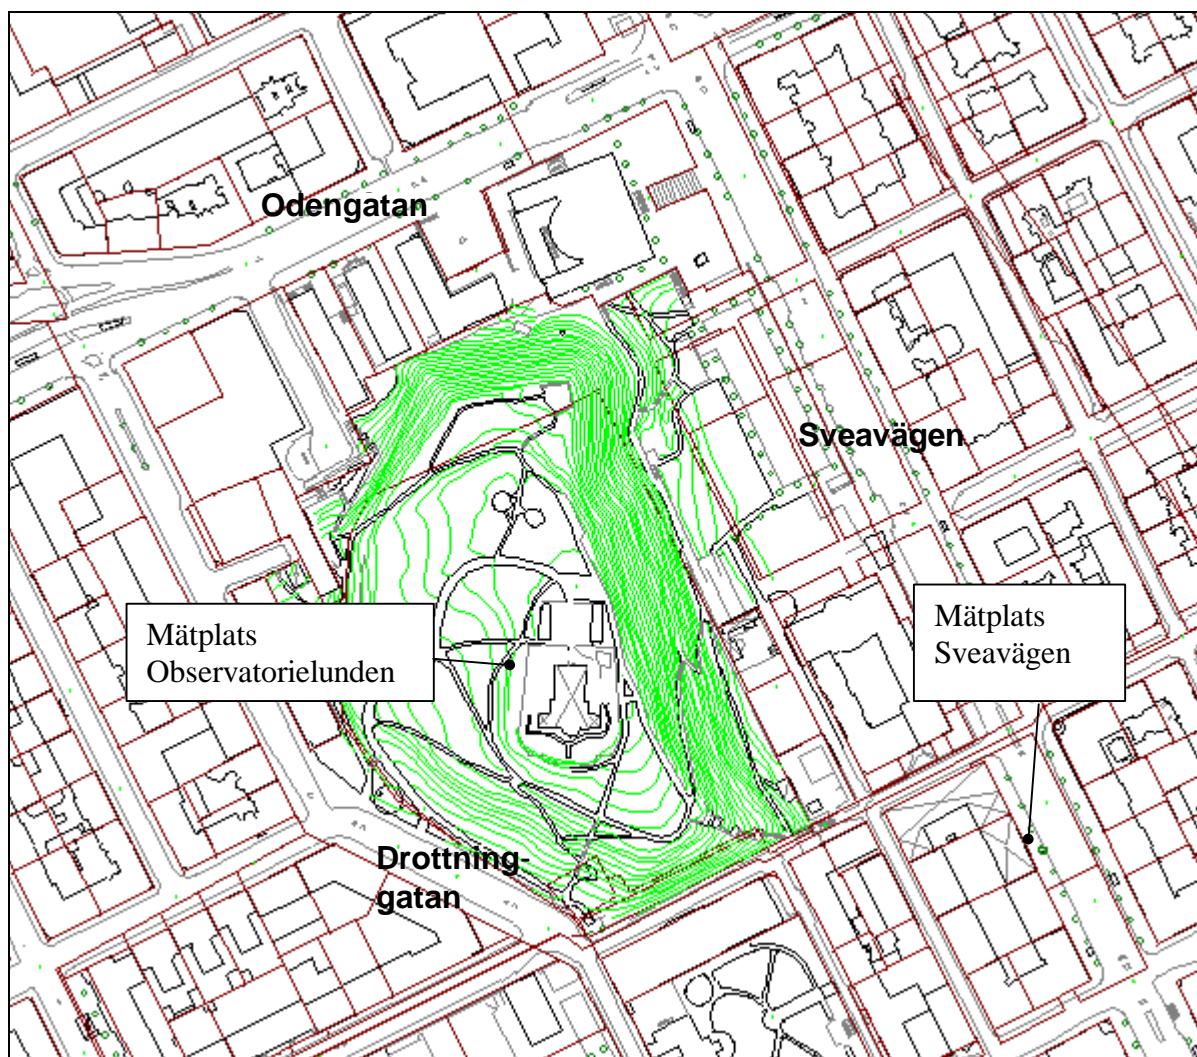 Odengatan
Sveavägen
Mätplats
Observatorielunden
Mätplats
Sveavägen
Drottning-
gatan